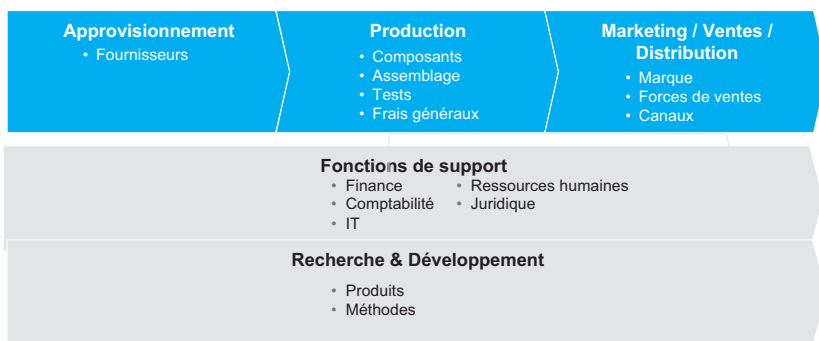 Approvisionnement
• Fournisseurs
Production
• Composants
• Assemblage
• Tests
• Frais généraux
Marketing / Ventes /
Distribution
• Marque
• Forces de ventes
• Canaux
Fonctions de support
• Finance
• Comptabilité
• IT
• Ressources humaines
• Juridique
Recherche & Développement
• Produits
• Méthodes